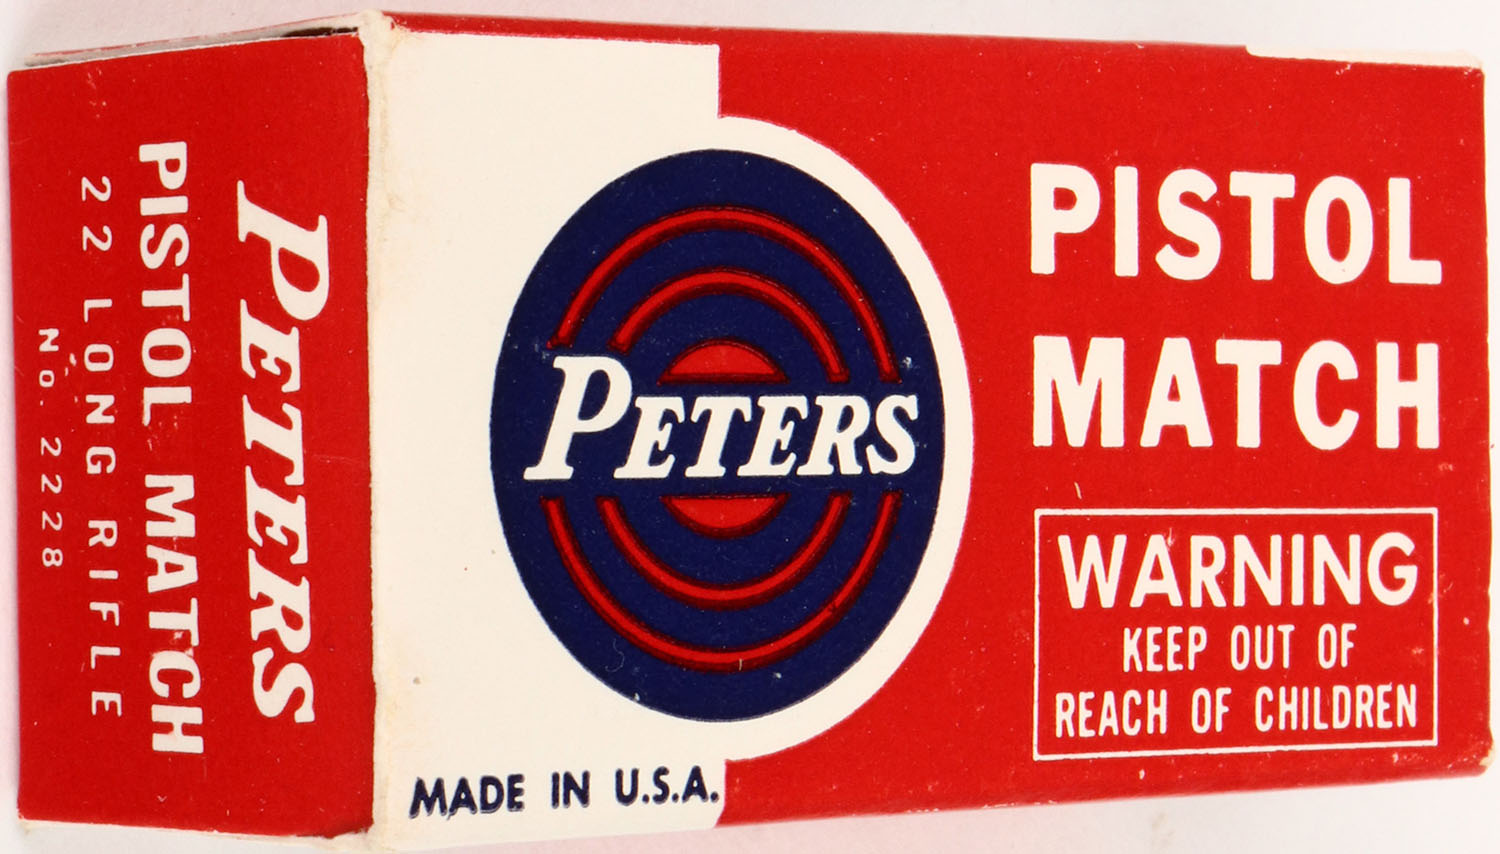 PETERS
PISTOL MATCH
22 LONG RIFLE
No. 2228
PETERS
MADE IN U.S.A.
PISTOL
MATCH
WARNING
KEEP OUT OF
REACH OF CHILDREN